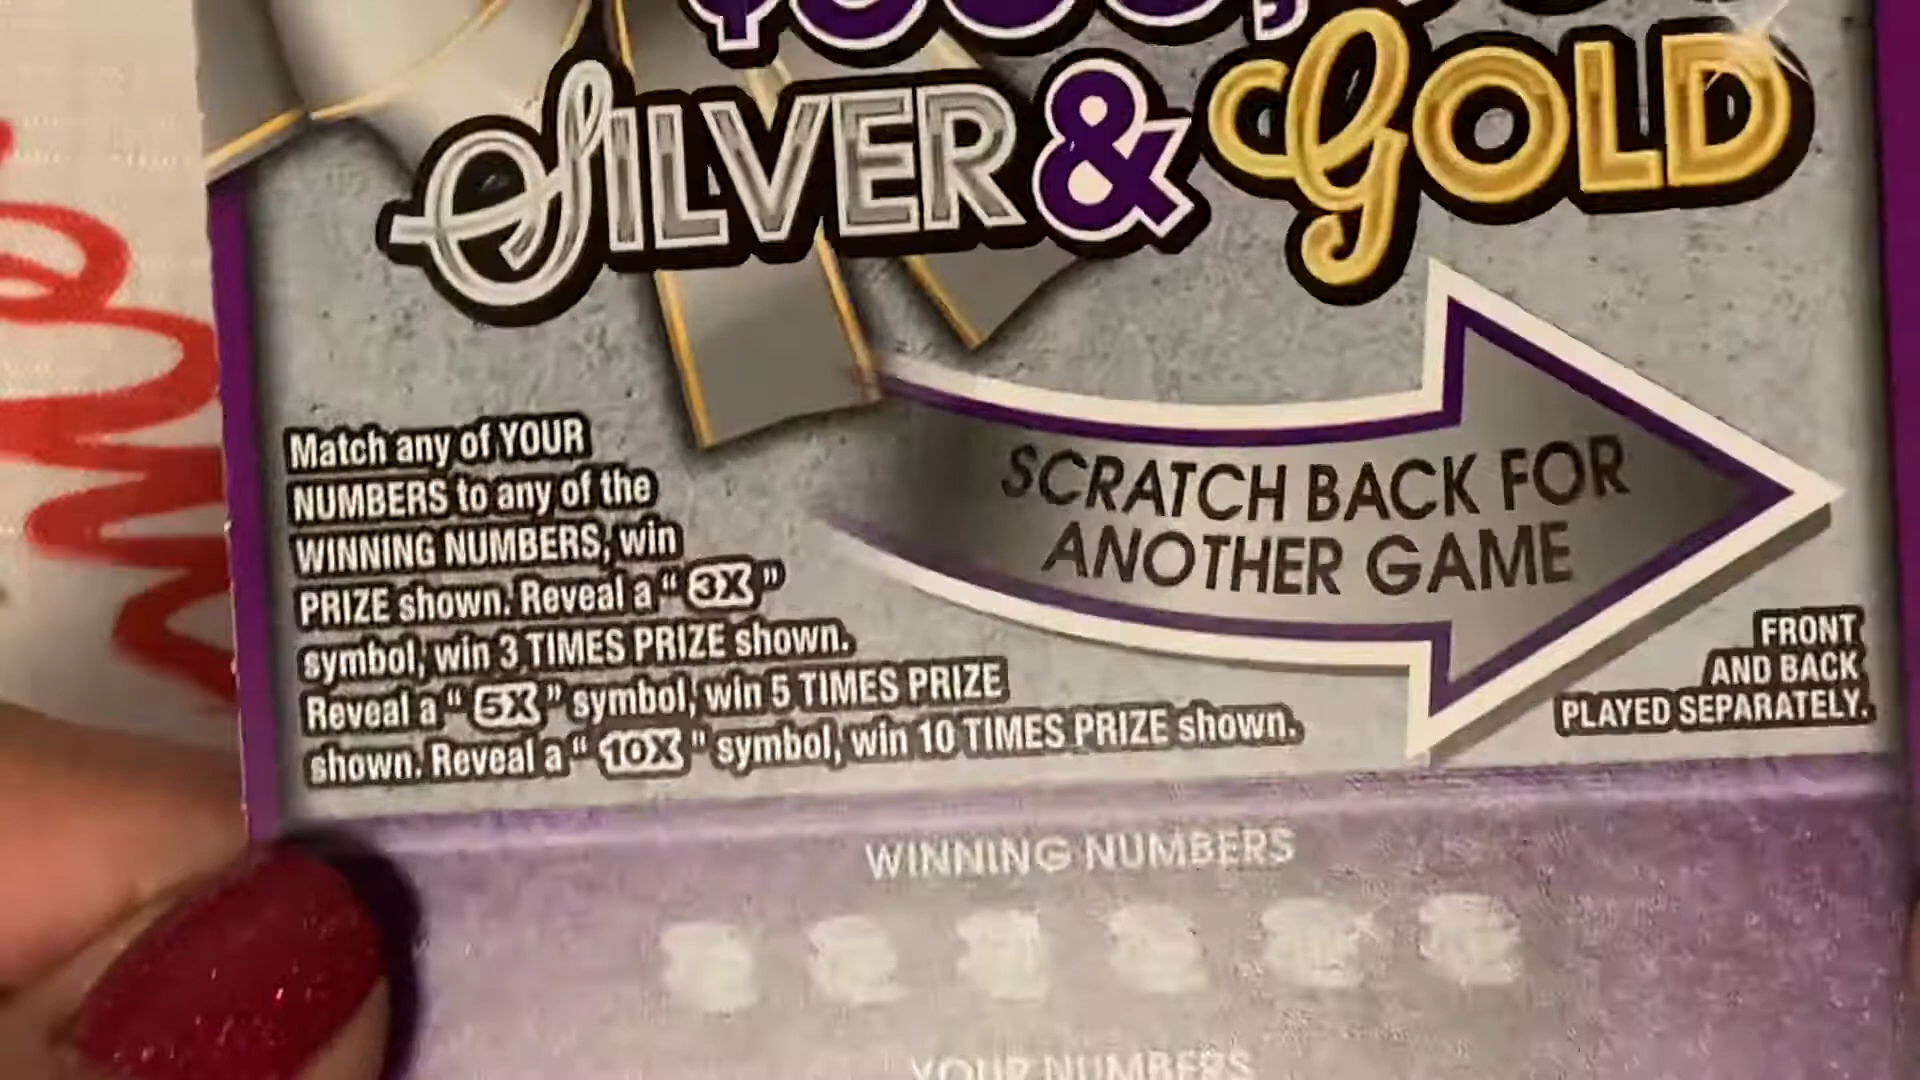 SILVER & GOLD
SCRATCH BACK FOR
ANOTHER GAME
Match any of YOUR
NUMBERS to any of the
WINNING NUMBERS, win
PRIZE shown. Reveal a “ 3X ”
symbol, win 3 TIMES PRIZE shown.
Reveal a “ 5X ” symbol, win 5 TIMES PRIZE
shown. Reveal a “ 10X ” symbol, win 10 TIMES PRIZE shown.
FRONT
AND BACK
PLAYED SEPARATELY.
WINNING NUMBERS
YOUR NUMBERS